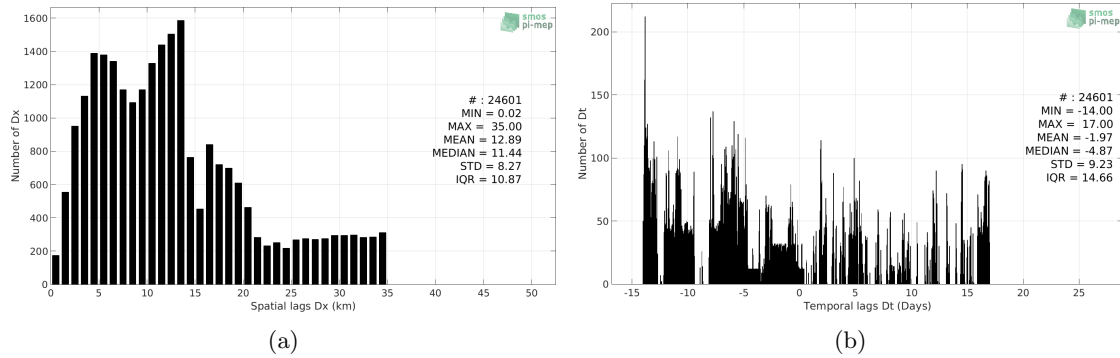 1600
1400
1200
1000
800
600
400
200
0
Number of Dx
0 5 10 15 20 25 30 35 40 45 50
Spatial lags Dx (km)
smos
pi-mep
# : 24601
MIN = 0.02
MAX = 35.00
MEAN = 12.89
MEDIAN = 11.44
STD = 8.27
IQR = 10.87
(a)
200
150
100
50
0
Number of Dt
-15 -10 -5 0 5 10 15 20 25
Temporal lags Dt (Days)
smos
pi-mep
# : 24601
MIN = -14.00
MAX = 17.00
MEAN = -1.97
MEDIAN = -4.87
STD = 9.23
IQR = 14.66
(b)